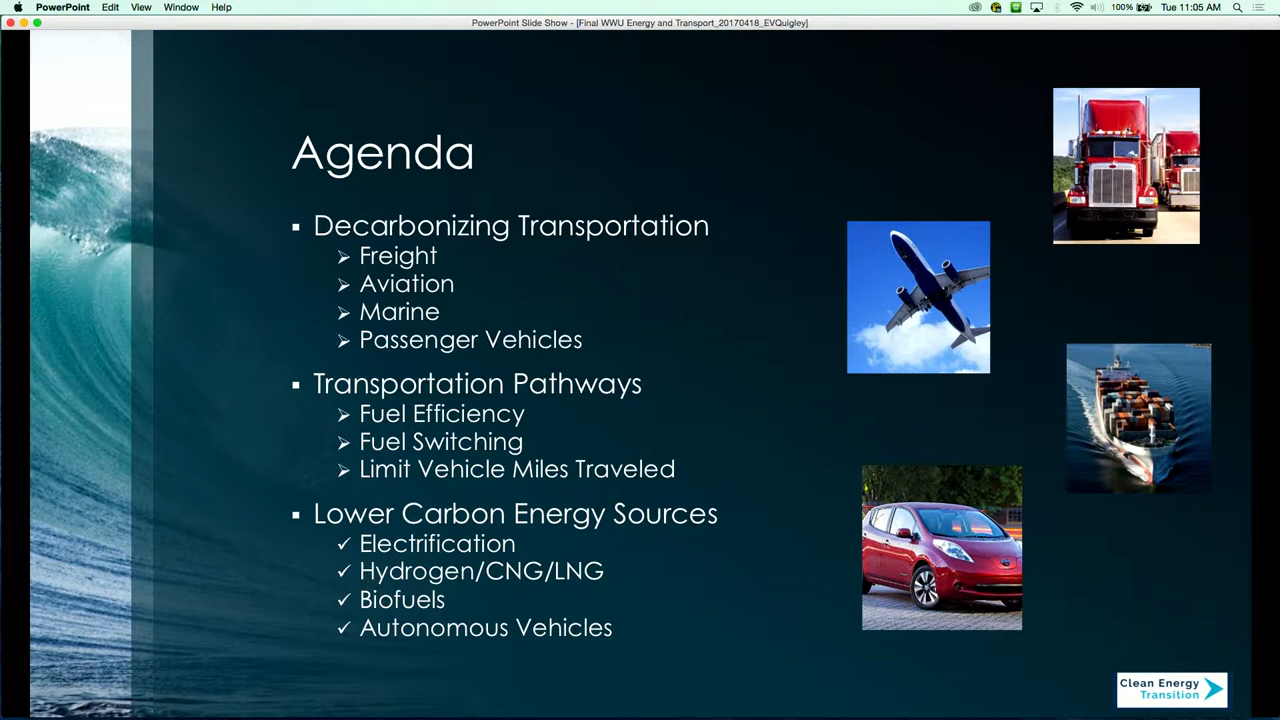 PowerPoint Edit View Window Help 100% Tue 11:05 AM
PowerPoint Slide Show - [Final WWU Energy and Transport_20170418_EVQuigley]
Agenda
Decarbonizing Transportation
Freight
Aviation
Marine
Passenger Vehicles
Transportation Pathways
Fuel Efficiency
Fuel Switching
Limit Vehicle Miles Traveled
Lower Carbon Energy Sources
Electrification
Hydrogen/CNG/LNG
Biofuels
Autonomous Vehicles
Clean Energy
Transition